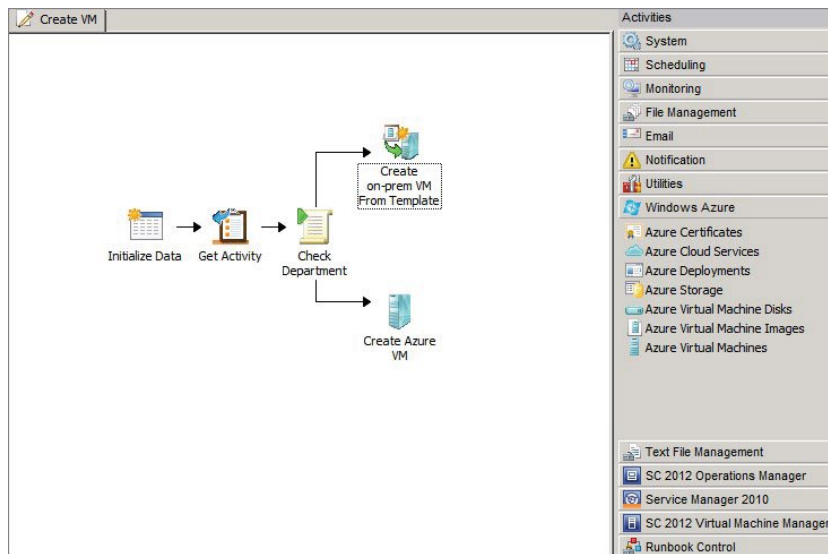 Create VM
Create
on-prem VM
From Template
Initialize Data
Get Activity
Check
Department
Create Azure
VM
Activities
System
Scheduling
Monitoring
File Management
Email
Notification
Utilities
Windows Azure
Azure Certificates
Azure Cloud Services
Azure Deployments
Azure Storage
Azure Virtual Machine Disks
Azure Virtual Machine Images
Azure Virtual Machines
Text File Management
SC 2012 Operations Manager
Service Manager 2010
SC 2012 Virtual Machine Manager
Runbook Control